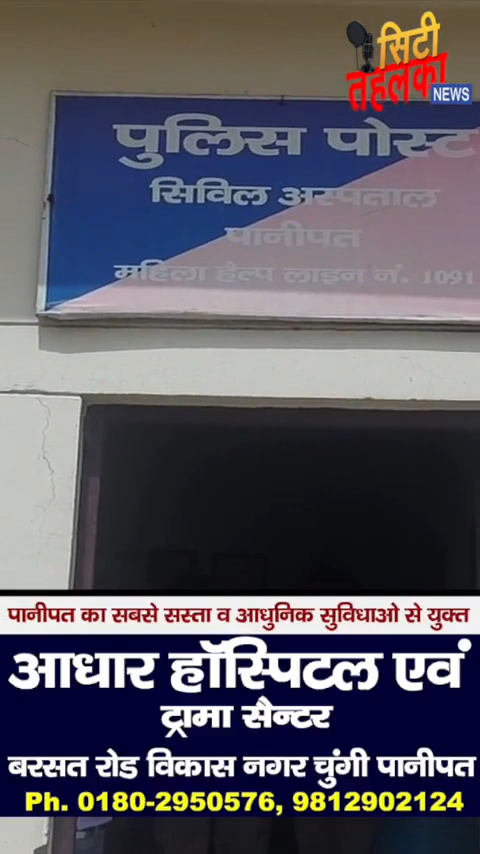 सिटी
तहलका
NEWS
पुलिस पोस्ट
सिविल अस्पताल
पानीपत
महिला हेल्प लाइन नं. 1091
पानीपत का सबसे सस्ता व आधुनिक सुविधाओ से युक्त
आधार हॉस्पिटल एवं
ट्रामा सैन्टर
बरसत रोड विकास नगर चुंगी पानीपत
Ph. 0180-2950576, 9812902124